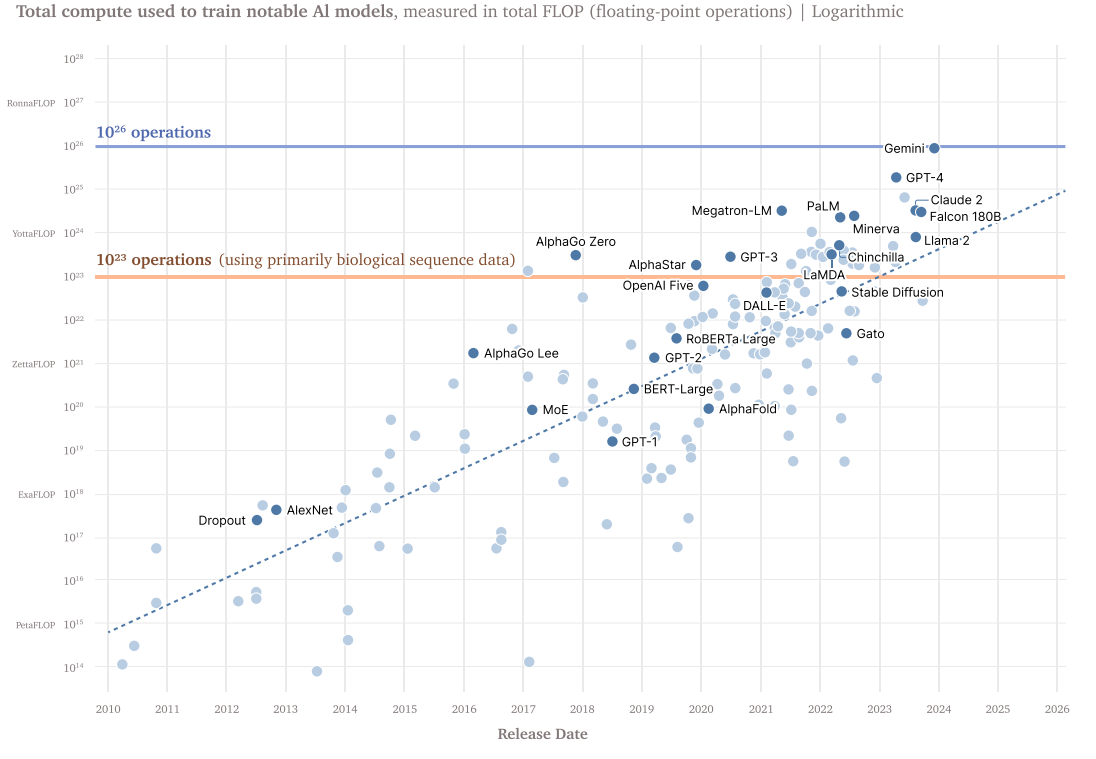 Total compute used to train notable AI models, measured in total FLOP (floating-point operations) | Logarithmic
10²⁸
RonnaFLOP 10²⁷
10²⁶ operations
10²⁶
Gemini
GPT-4
10²⁵
Claude 2
PaLM
Megatron-LM
Falcon 180B
Minerva
YottaFLOP 10²⁴
Llama 2
AlphaGo Zero
GPT-3
Chinchilla
10²³ operations (using primarily biological sequence data)
AlphaStar
LaMDA
10²³
OpenAI Five
Stable Diffusion
DALL-E
10²²
Gato
RoBERTa Large
AlphaGo Lee
GPT-2
ZettaFLOP 10²¹
BERT-Large
10²⁰
MoE
AlphaFold
GPT-1
10¹⁹
ExaFLOP 10¹⁸
AlexNet
Dropout
10¹⁷
10¹⁶
PetaFLOP 10¹⁵
10¹⁴
2010 2011 2012 2013 2014 2015 2016 2017 2018 2019 2020 2021 2022 2023 2024 2025 2026
Release Date